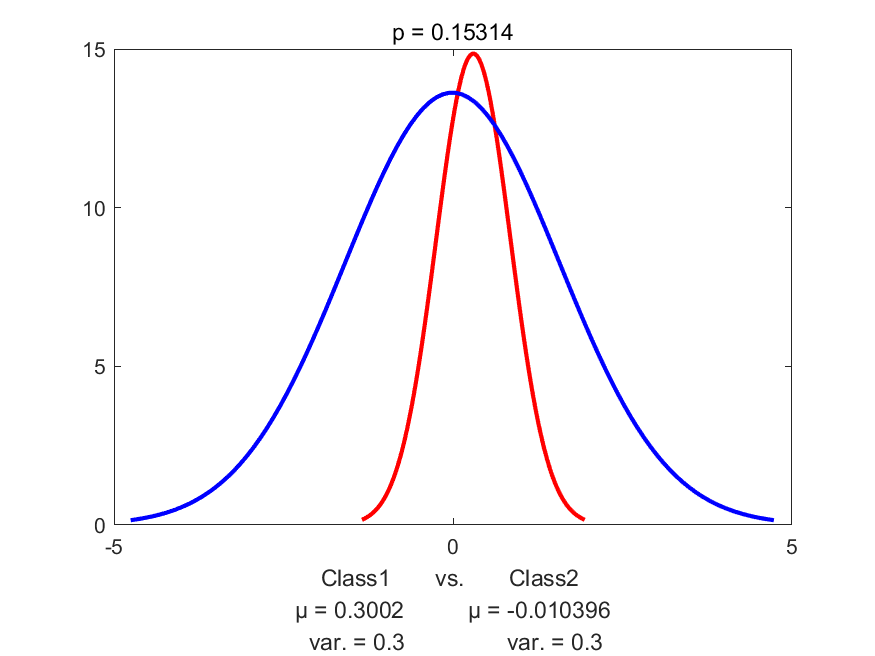 p = 0.15314
15
10
5
0
-5 0 5
Class1 vs. Class2
μ = 0.3002 μ = -0.010396
var. = 0.3 var. = 0.3